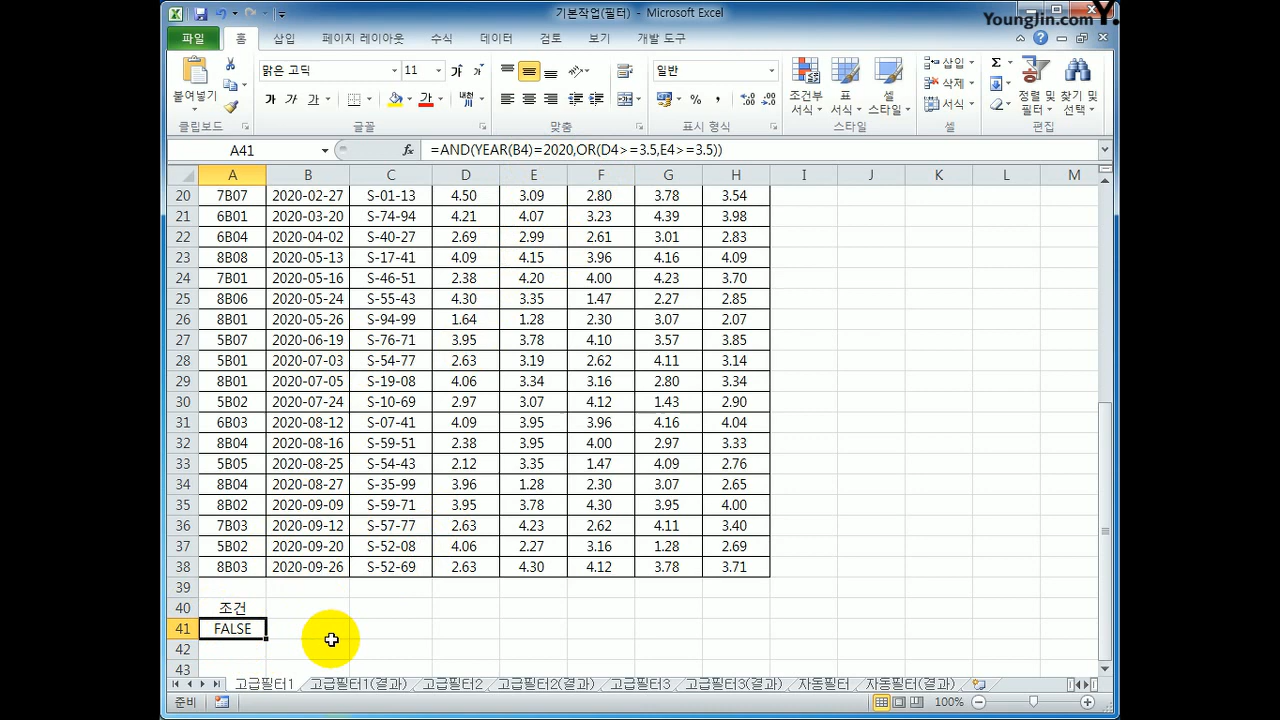 기본작업(필터) - Microsoft Excel
YoungJin.com Y.
파일 홈 삽입 페이지 레이아웃 수식 데이터 검토 보기 개발 도구
맑은 고딕 11 일반
붙여넣기 가 가 가 가 내천 % , 조건부 서식 표 서식 셀 스타일 삽입 삭제 서식 Σ 정렬 및 필터 찾기 및 선택
클립보드 글꼴 맞춤 표시 형식 스타일 셀 편집
A41 fx =AND(YEAR(B4)=2020,OR(D4>=3.5,E4>=3.5))
A B C D E F G H I J K L M
20 7B07 2020-02-27 S-01-13 4.50 3.09 2.80 3.78 3.54
21 6B01 2020-03-20 S-74-94 4.21 4.07 3.23 4.39 3.98
22 6B04 2020-04-02 S-40-27 2.69 2.99 2.61 3.01 2.83
23 8B08 2020-05-13 S-17-41 4.09 4.15 3.96 4.16 4.09
24 7B01 2020-05-16 S-46-51 2.38 4.20 4.00 4.23 3.70
25 8B06 2020-05-24 S-55-43 4.30 3.35 1.47 2.27 2.85
26 8B01 2020-05-26 S-94-99 1.64 1.28 2.30 3.07 2.07
27 5B07 2020-06-19 S-76-71 3.95 3.78 4.10 3.57 3.85
28 5B01 2020-07-03 S-54-77 2.63 3.19 2.62 4.11 3.14
29 8B01 2020-07-05 S-19-08 4.06 3.34 3.16 2.80 3.34
30 5B02 2020-07-24 S-10-69 2.97 3.07 4.12 1.43 2.90
31 6B03 2020-08-12 S-07-41 4.09 3.95 3.96 4.16 4.04
32 8B04 2020-08-16 S-59-51 2.38 3.95 4.00 2.97 3.33
33 5B05 2020-08-25 S-54-43 2.12 3.35 1.47 4.09 2.76
34 8B04 2020-08-27 S-35-99 3.96 1.28 2.30 3.07 2.65
35 8B02 2020-09-09 S-59-71 3.95 3.78 4.30 3.95 4.00
36 7B03 2020-09-12 S-57-77 2.63 4.23 2.62 4.11 3.40
37 5B02 2020-09-20 S-52-08 4.06 2.27 3.16 1.28 2.69
38 8B03 2020-09-26 S-52-69 2.63 4.30 4.12 3.78 3.71
39
40 조건
41 FALSE
42
43
고급필터1 고급필터1(결과) 고급필터2 고급필터2(결과) 고급필터3 고급필터3(결과) 자동필터 자동필터(결과)
준비 100%